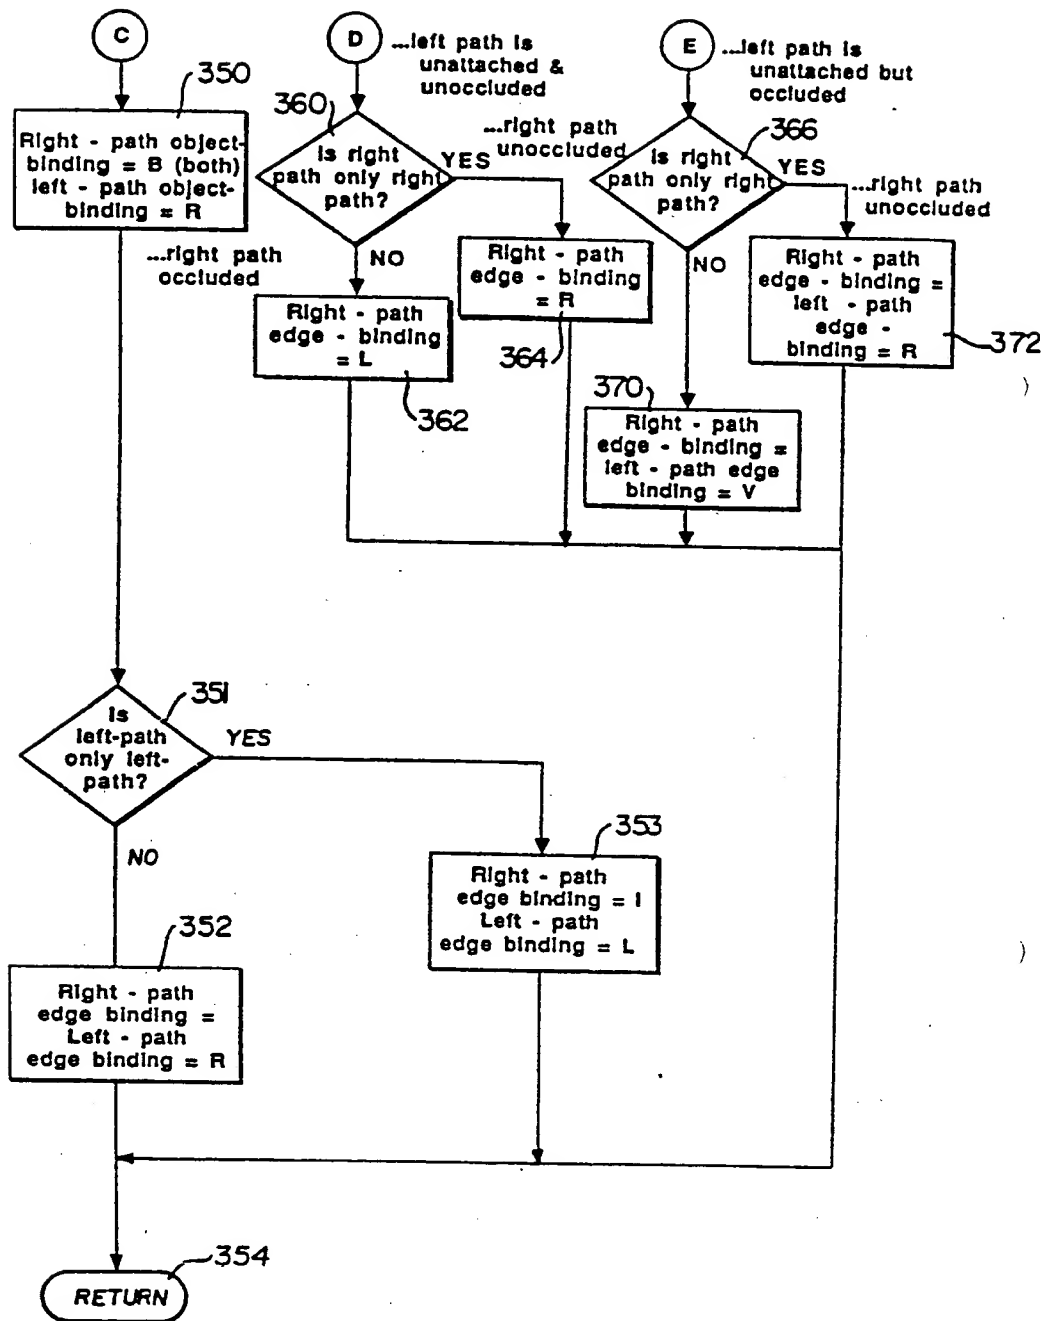 C
350
Right - path object-
binding = B (both)
left - path object-
binding = R
D
...left path is
unattached &
unoccluded
360
Is right
path only right
path?
YES
...right path
unoccluded
NO
...right path
occluded
Right - path
edge - binding
= L
362
Right - path
edge - binding
= R
364
E
...left path is
unattached but
occluded
366
Is right
path only right
path?
YES
...right path
unoccluded
NO
Right - path
edge - binding =
left - path
edge -
binding = R
372
370
Right - path
edge - binding =
left - path edge
binding = V
351
Is
left-path
only left-
path?
YES
NO
353
Right - path
edge binding = I
Left - path
edge binding = L
352
Right - path
edge binding =
Left - path
edge binding = R
354
RETURN